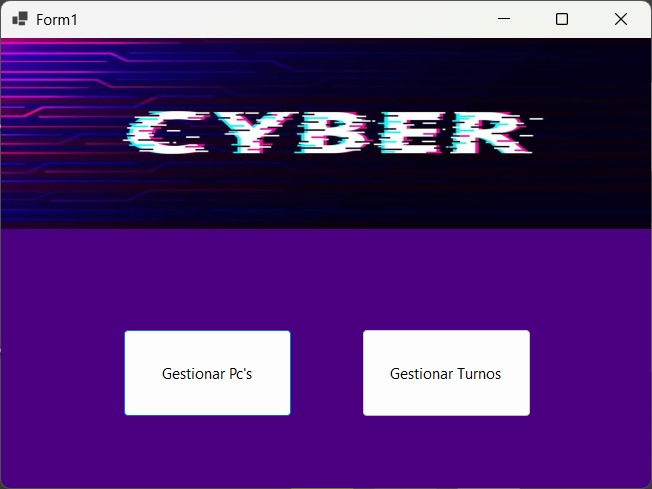 Form1
CYBER
Gestionar Pc's
Gestionar Turnos